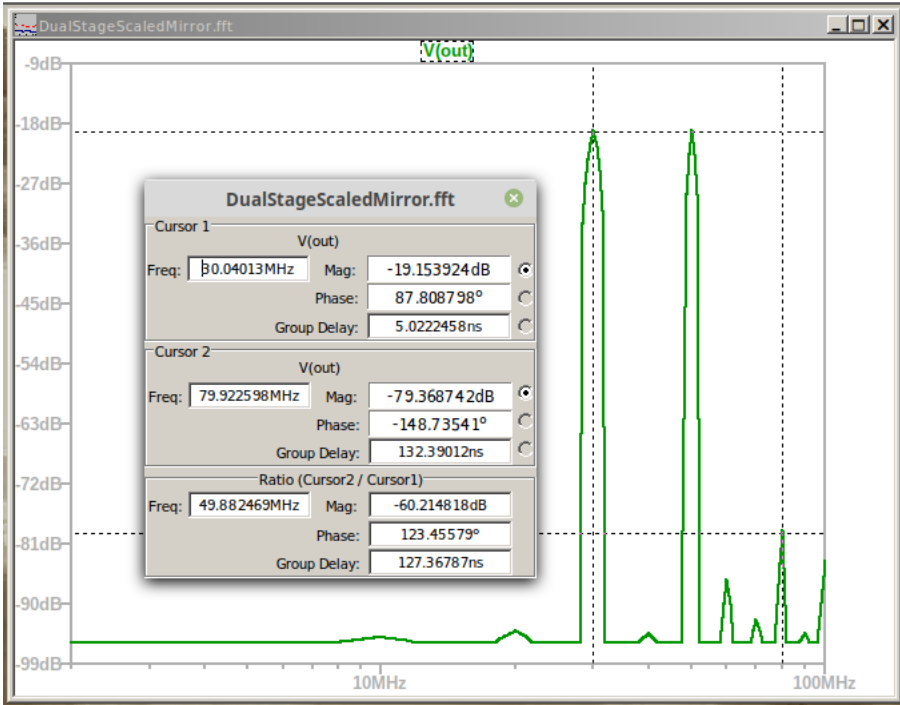 DualStageScaledMirror.fft
V(out)
-9dB
-18dB
-27dB
-36dB
-45dB
-54dB
-63dB
-72dB
-81dB
-90dB
-99dB
10MHz
100MHz
DualStageScaledMirror.fft
Cursor 1
V(out)
Freq: 30.04013MHz Mag: -19.153924dB
Phase: 87.808798º
Group Delay: 5.0222458ns
Cursor 2
V(out)
Freq: 79.922598MHz Mag: -79.368742dB
Phase: -148.73541º
Group Delay: 132.39012ns
Ratio (Cursor2 / Cursor1)
Freq: 49.882469MHz Mag: -60.214818dB
Phase: 123.45579º
Group Delay: 127.36787ns